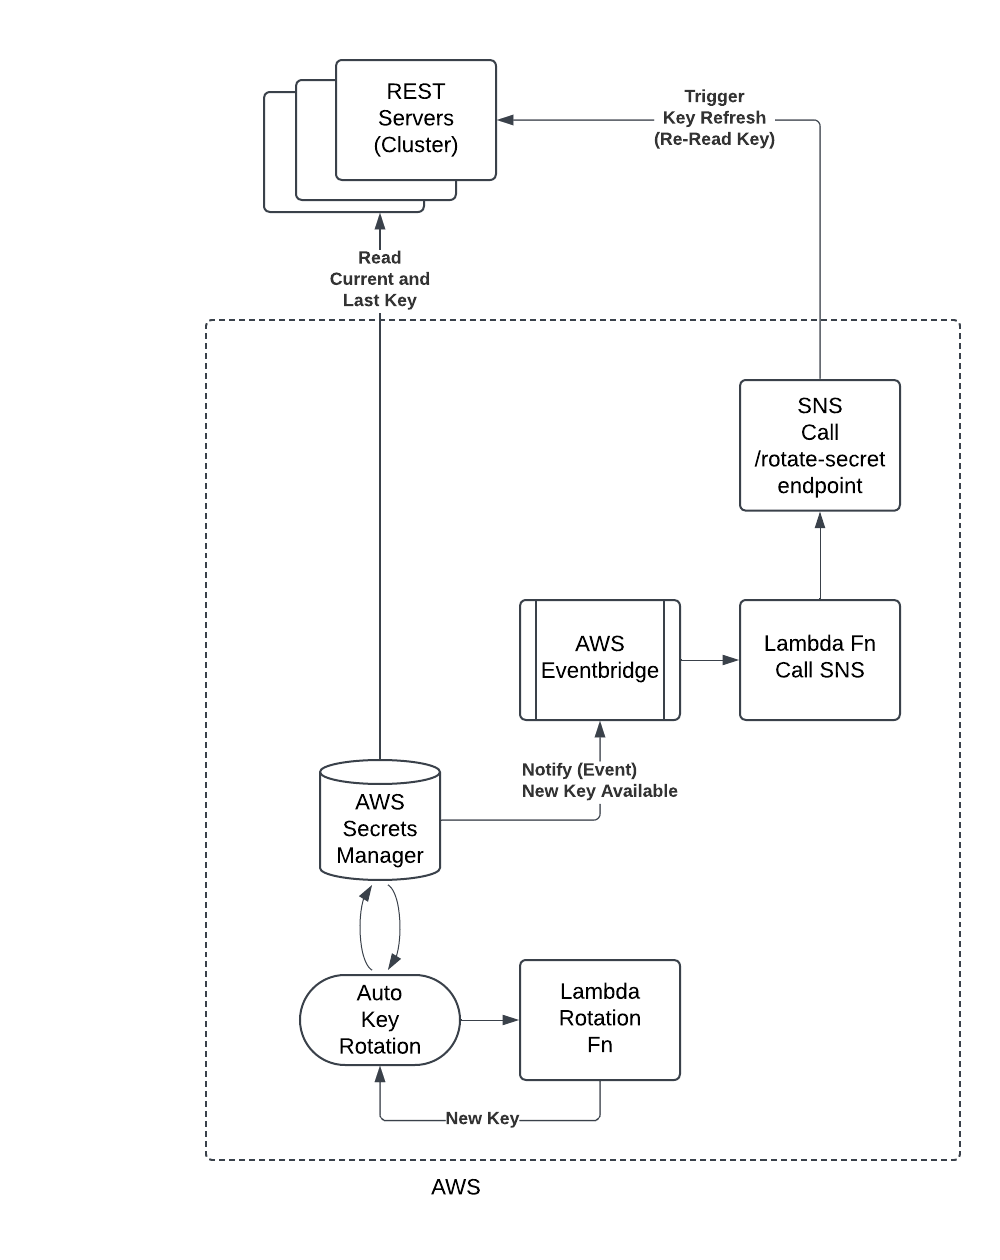 REST
Servers
(Cluster)
Trigger
Key Refresh
(Re-Read Key)
Read
Current and
Last Key
SNS
Call
/rotate-secret
endpoint
AWS
Eventbridge
Lambda Fn
Call SNS
Notify (Event)
New Key Available
AWS
Secrets
Manager
Auto
Key
Rotation
Lambda
Rotation
Fn
New Key
AWS